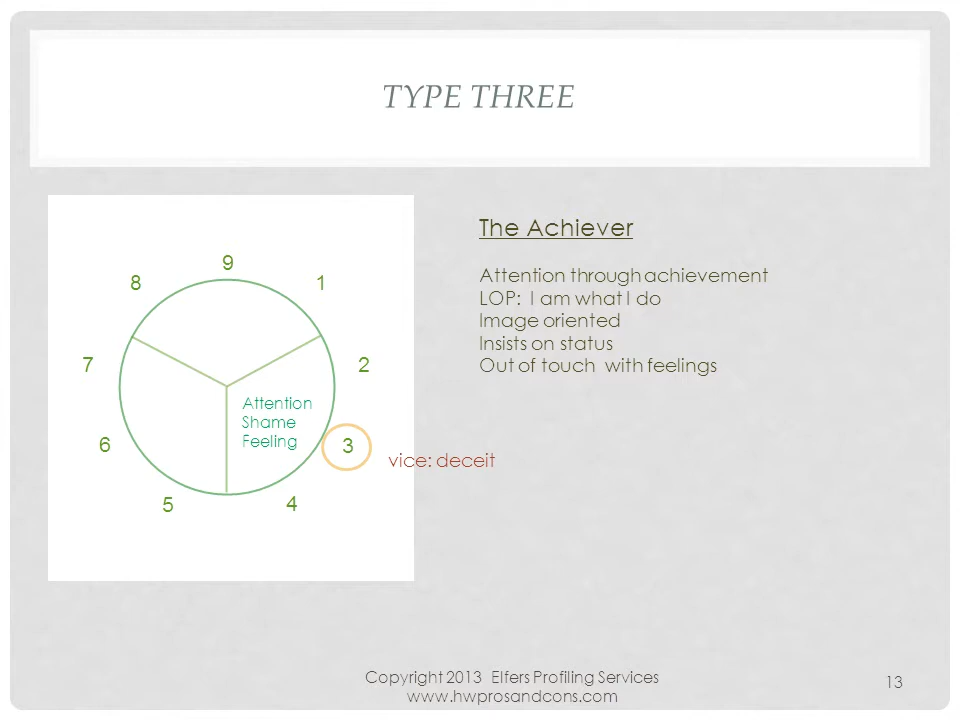 TYPE THREE
The Achiever
Attention through achievement
LOP: I am what I do
Image oriented
Insists on status
Out of touch with feelings
9
8
1
7
2
Attention
Shame
Feeling
6
3
vice: deceit
5
4
Copyright 2013 Elfers Profiling Services
www.hwprosandcons.com
13